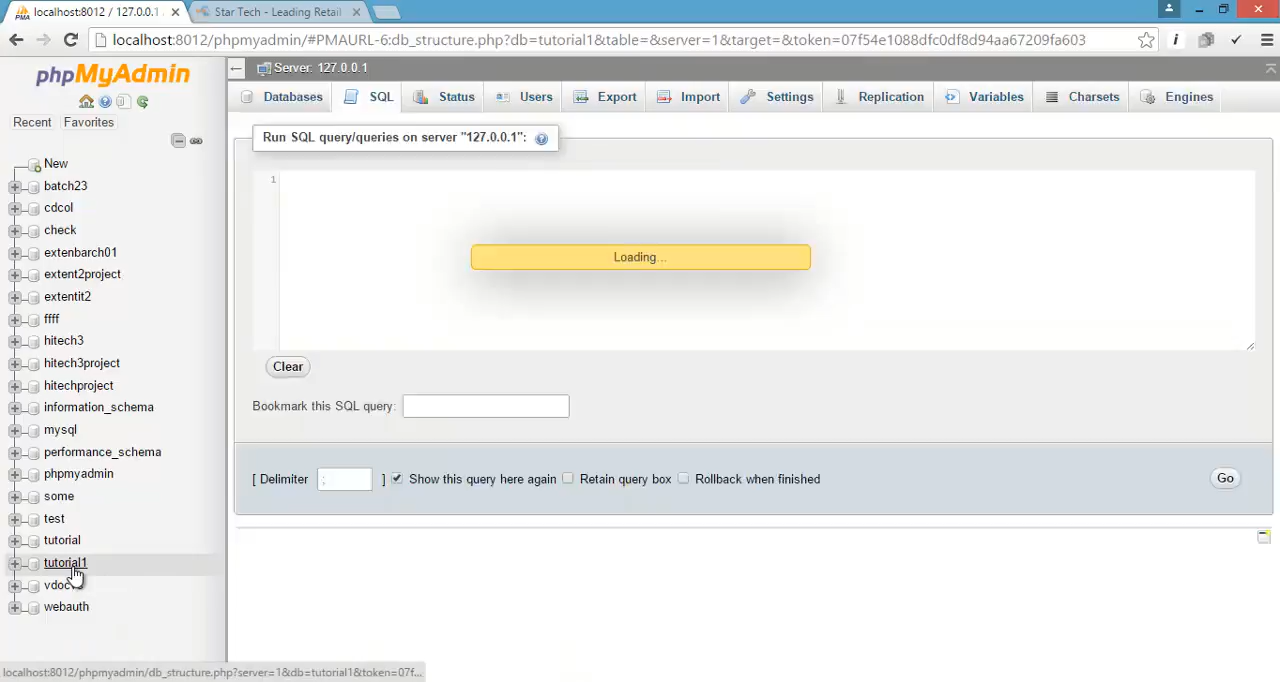 localhost:8012 / 127.0.0.1
Star Tech - Leading Retail
localhost:8012/phpmyadmin/#PMAURL-6:db_structure.php?db=tutorial1&table=&server=1&target=&token=07f54e1088dfc0df8d94aa67209fa603
phpMyAdmin
Recent Favorites
New
batch23
cdcol
check
extenbarch01
extent2project
extentit2
ffff
hitech3
hitech3project
hitechproject
information_schema
mysql
performance_schema
phpmyadmin
some
test
tutorial
tutorial1
webauth
Server: 127.0.0.1
Databases SQL Status Users Export Import Settings Replication Variables Charsets Engines
Run SQL query/queries on server "127.0.0.1":
1
Loading...
Clear
Bookmark this SQL query:
[ Delimiter ; ] Show this query here again Retain query box Rollback when finished Go
localhost:8012/phpmyadmin/db_structure.php?server=1&db=tutorial1&token=07f...